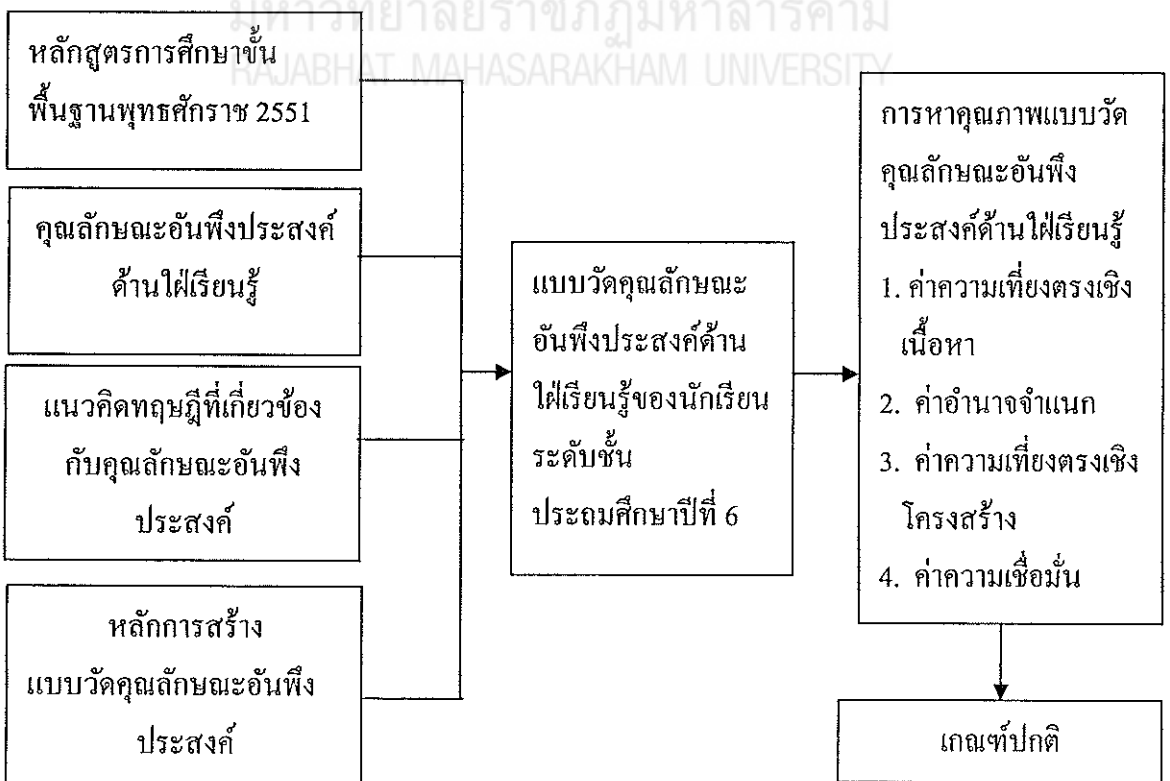 มหาวิทยาลัยราชภัฏมหาสารคาม
RAJABHAT MAHASARAKHAM UNIVERSITY
หลักสูตรการศึกษาขั้น
พื้นฐานพุทธศักราช 2551
คุณลักษณะอันพึงประสงค์
ด้านใฝ่เรียนรู้
แนวคิดทฤษฎีที่เกี่ยวข้อง
กับคุณลักษณะอันพึง
ประสงค์
หลักการสร้าง
แบบวัดคุณลักษณะอันพึง
ประสงค์
แบบวัดคุณลักษณะ
อันพึงประสงค์ด้าน
ใฝ่เรียนรู้ของนักเรียน
ระดับชั้น
ประถมศึกษาปีที่ 6
การหาคุณภาพแบบวัด
คุณลักษณะอันพึง
ประสงค์ด้านใฝ่เรียนรู้
1. ค่าความเที่ยงตรงเชิง
เนื้อหา
2. ค่าอำนาจจำแนก
3. ค่าความเที่ยงตรงเชิง
โครงสร้าง
4. ค่าความเชื่อมั่น
เกณฑ์ปกติ